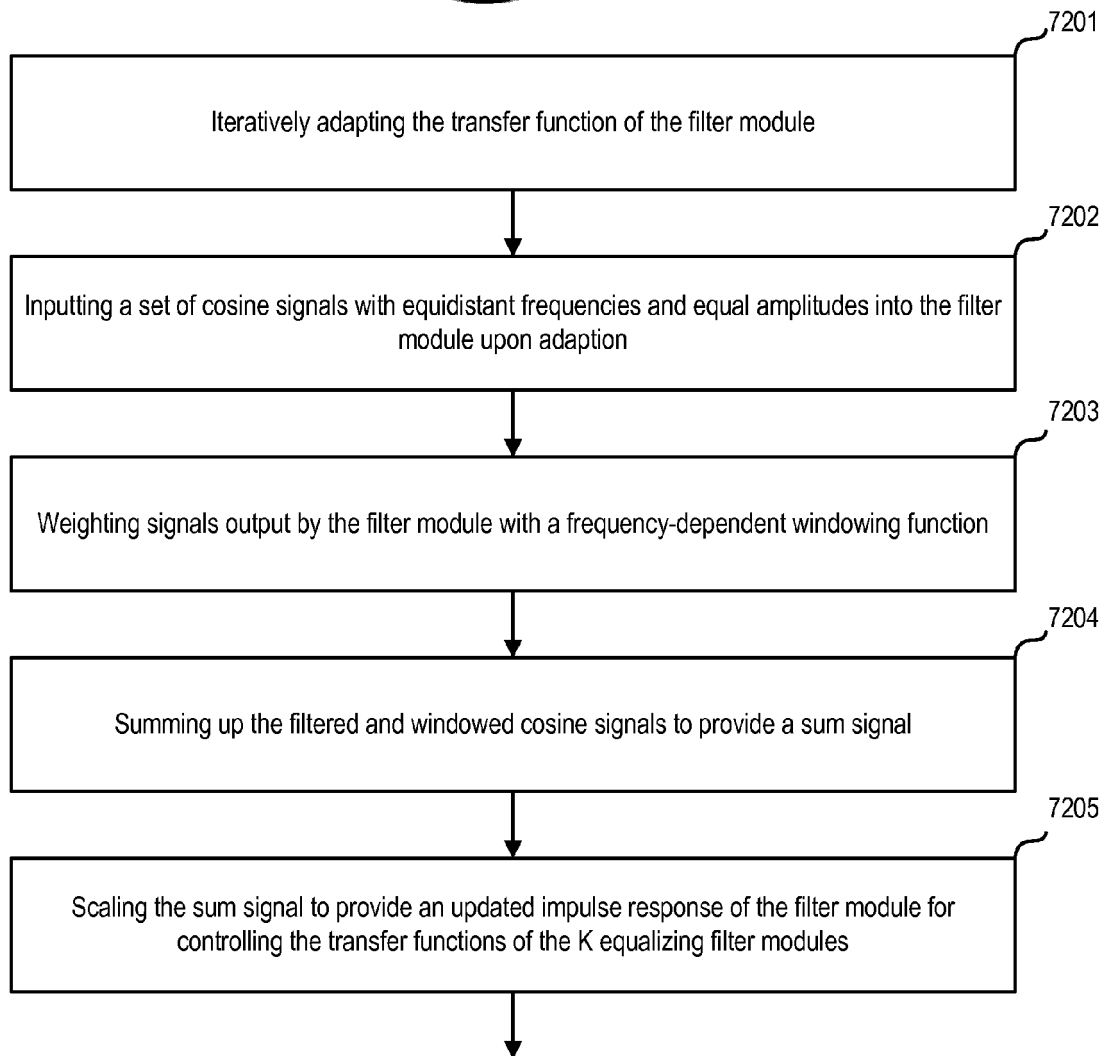 7201
Iteratively adapting the transfer function of the filter module
7202
Inputting a set of cosine signals with equidistant frequencies and equal amplitudes into the filter
module upon adaption
7203
Weighting signals output by the filter module with a frequency-dependent windowing function
7204
Summing up the filtered and windowed cosine signals to provide a sum signal
7205
Scaling the sum signal to provide an updated impulse response of the filter module for
controlling the transfer functions of the K equalizing filter modules